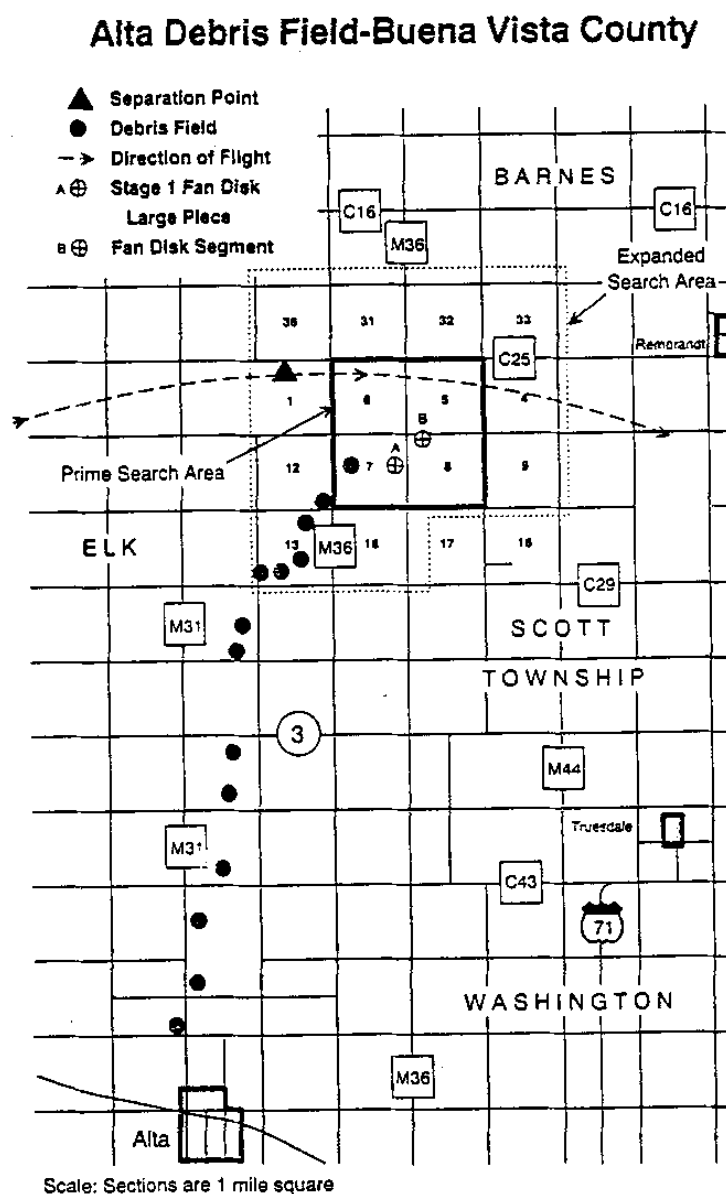 Alta Debris Field-Buena Vista County
Separation Point
Debris Field
Direction of Flight
A Stage 1 Fan Disk
Large Piece
B Fan Disk Segment
BARNES
C16
C16
M36
Expanded
Search Area
36
31
32
33
Rembrandt
C25
1
6
5
4
B
A
Prime Search Area
12
7
8
9
ELK
13
M36
18
17
16
C29
M31
SCOTT
TOWNSHIP
3
M44
Truesdale
M31
C43
71
WASHINGTON
M36
Alta
Scale: Sections are 1 mile square